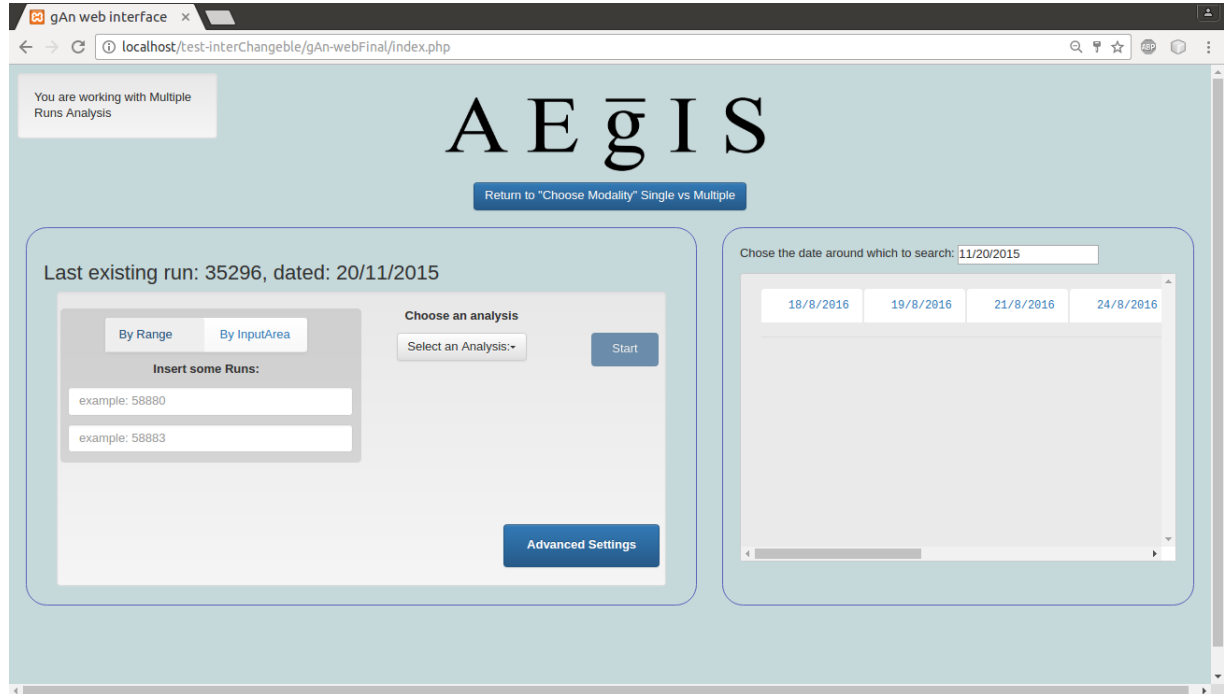 gAn web interface ×
localhost/test-interChangeble/gAn-webFinal/index.php
ABP
You are working with Multiple
Runs Analysis
A E g̅ I S
Return to "Choose Modality" Single vs Multiple
Last existing run: 35296, dated: 20/11/2015
By Range By InputArea
Insert some Runs:
example: 58880
example: 58883
Choose an analysis
Select an Analysis:
Start
Advanced Settings
Chose the date around which to search: 11/20/2015
18/8/2016 19/8/2016 21/8/2016 24/8/2016